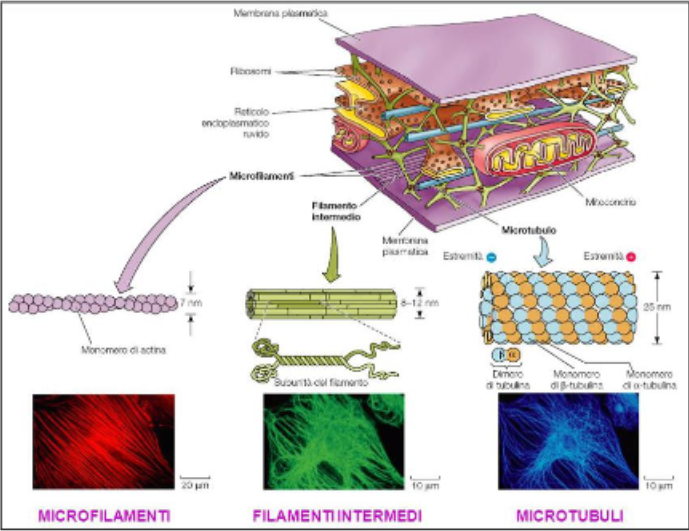 Membrana plasmatica
Ribosomi
Reticolo
endoplasmatico
ruvido
Microfilamenti
Filamento
intermedio
Membrana
plasmatica
Microtubulo
Mitocondrio
Estremità -
Estremità +
7 nm
8–12 nm
25 nm
Monomero di actina
Subunità del filamento
β α
Dimero
di tubulina
Monomero
di β-tubulina
Monomero
di α-tubulina
20 μm
10 μm
10 μm
MICROFILAMENTI
FILAMENTI INTERMEDI
MICROTUBULI